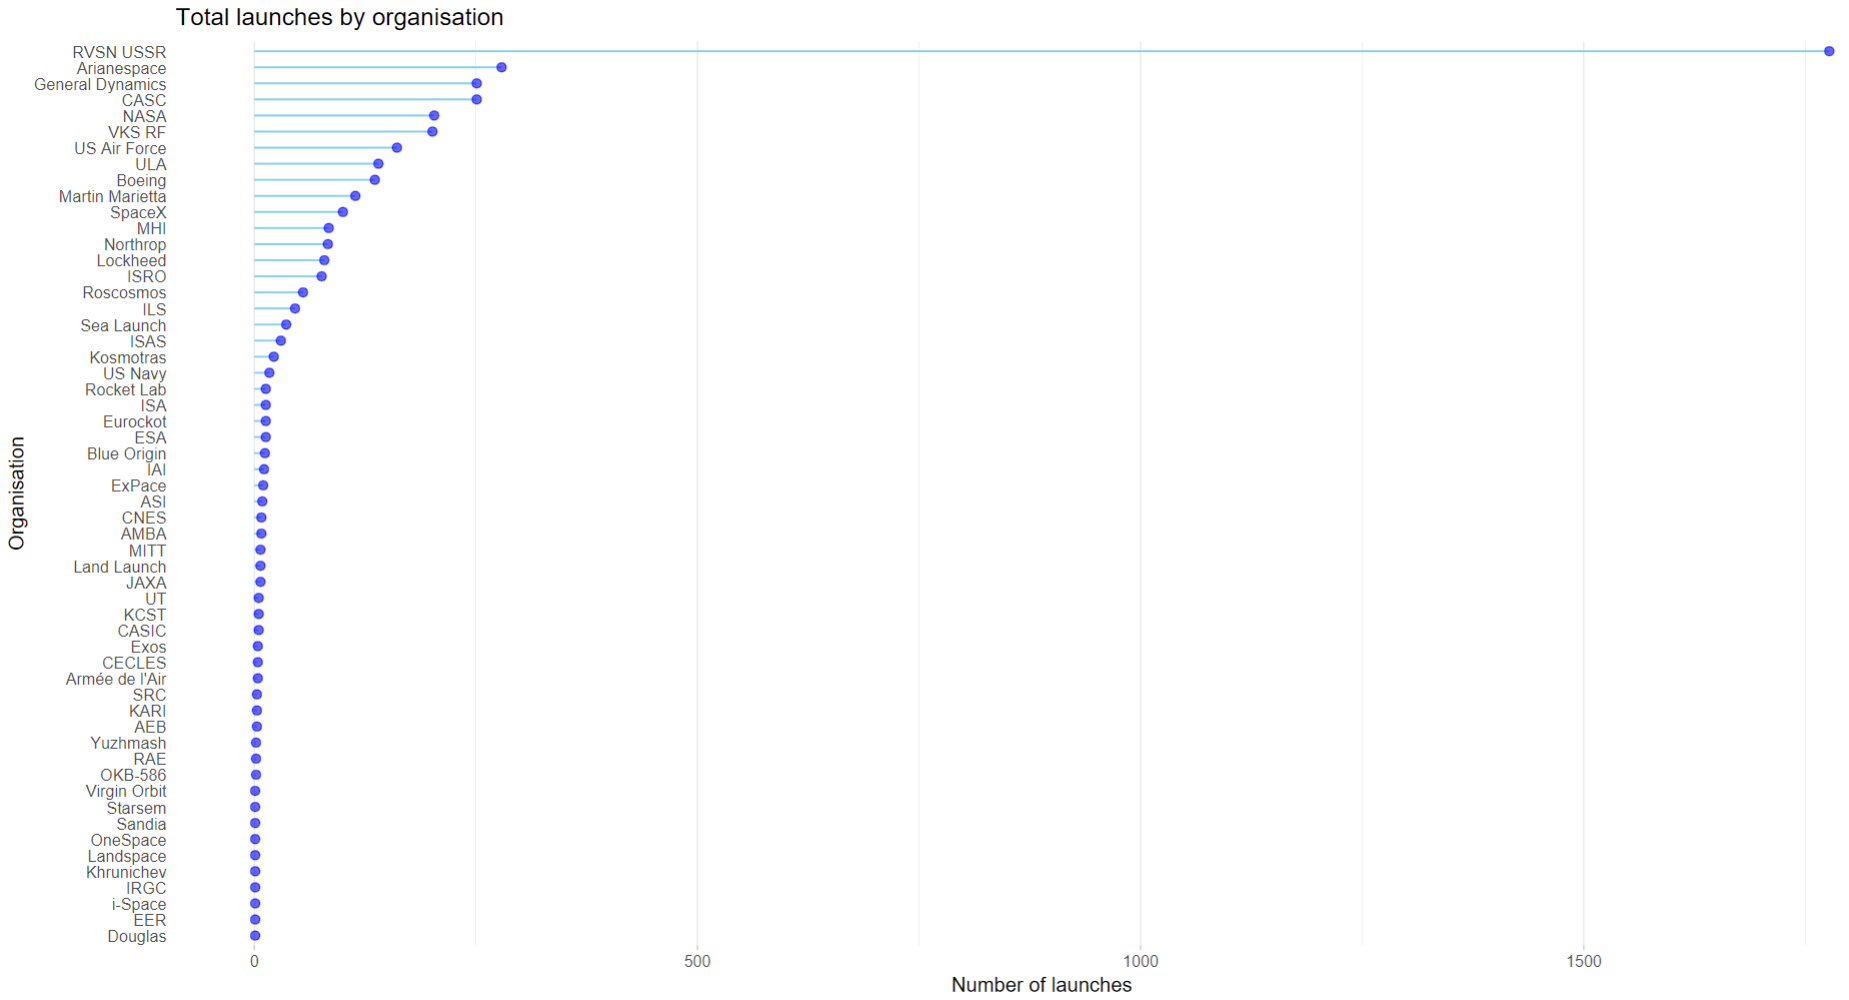 Total launches by organisation
RVSN USSR
Arianespace
General Dynamics
CASC
NASA
VKS RF
US Air Force
ULA
Boeing
Martin Marietta
SpaceX
MHI
Northrop
Lockheed
ISRO
Roscosmos
ILS
Sea Launch
ISAS
Kosmotras
US Navy
Rocket Lab
ISA
Eurockot
ESA
Blue Origin
IAI
ExPace
ASI
CNES
AMBA
MITT
Land Launch
JAXA
UT
KCST
CASIC
Exos
CECLES
Armée de l'Air
SRC
KARI
AEB
Yuzhmash
RAE
OKB-586
Virgin Orbit
Starsem
Sandia
OneSpace
Landspace
Khrunichev
IRGC
i-Space
EER
Douglas
Organisation
0 500 1000 1500
Number of launches